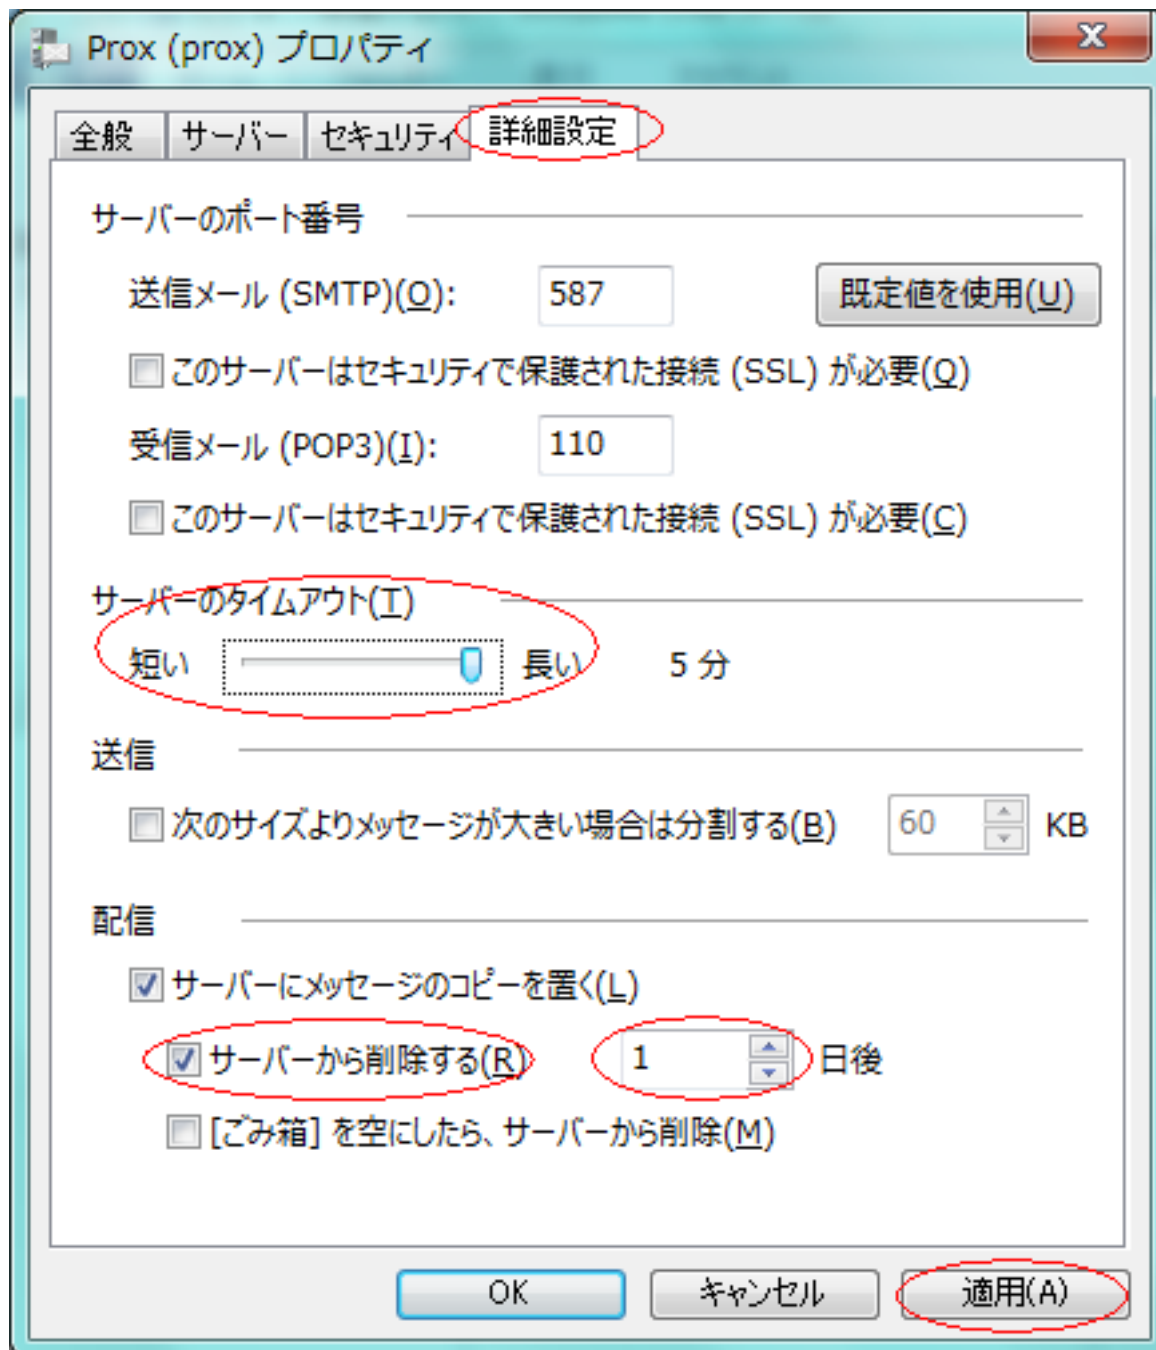 Prox (prox) プロパティ
全般 サーバー セキュリティ 詳細設定
サーバーのポート番号
送信メール (SMTP)(O): 587 既定値を使用(U)
このサーバーはセキュリティで保護された接続 (SSL) が必要(Q)
受信メール (POP3)(I): 110
このサーバーはセキュリティで保護された接続 (SSL) が必要(C)
サーバーのタイムアウト(T)
短い 長い 5 分
送信
次のサイズよりメッセージが大きい場合は分割する(B) 60 KB
配信
サーバーにメッセージのコピーを置く(L)
サーバーから削除する(R) 1 日後
[ごみ箱] を空にしたら、サーバーから削除(M)
OK キャンセル 適用(A)